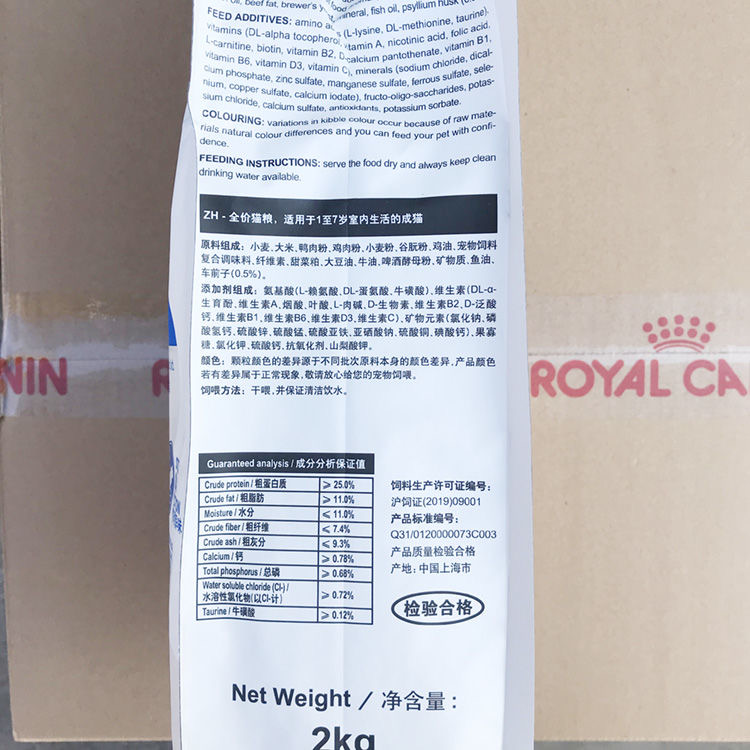 oil, beef fat, brewer's y mineral, fish oil, psyllium husk
FEED ADDITIVES: amino ac s (L-lysine, DL-methionine, taurine),
vitamins (DL-alpha tocopherol, vitamin A, nicotinic acid, folic acid,
L-carnitine, biotin, vitamin B2, D-calcium pantothenate, vitamin B1,
vitamin B6, vitamin D3, vitamin C), minerals (sodium chloride, dical-
cium phosphate, zinc sulfate, manganese sulfate, ferrous sulfate, sele-
nium, copper sulfate, calcium iodate), fructo-oligo-saccharides, potas-
sium chloride, calcium sulfate, antioxidants, potassium sorbate.
COLOURING: variations in kibble colour occur because of raw mate-
rials natural colour differences and you can feed your pet with confi-
dence.
FEEDING INSTRUCTIONS: serve the food dry and always keep clean
drinking water available.
ZH - 全价猫粮，适用于1至7岁室内生活的成猫
原料组成：小麦、大米、鸭肉粉、鸡肉粉、小麦粉、谷朊粉、鸡油、宠物饲料
复合调味料、纤维素、甜菜粕、大豆油、牛油、啤酒酵母粉、矿物质、鱼油、
车前子(0.5%)。
添加剂组成：氨基酸(L-赖氨酸、DL-蛋氨酸、牛磺酸)、维生素(DL-α-
生育酚、维生素A、烟酸、叶酸、L-肉碱、D-生物素、维生素B2、D-泛酸
钙、维生素B1、维生素B6、维生素D3、维生素C)、矿物元素(氯化钠、磷
酸氢钙、硫酸锌、硫酸锰、硫酸亚铁、亚硒酸钠、硫酸铜、碘酸钙)、果寡
糖、氯化钾、硫酸钙、抗氧化剂、山梨酸钾。
颜色：颗粒颜色的差异源于不同批次原料本身的颜色差异，产品颜色
若有差异属于正常现象，敬请放心给您的宠物饲喂。
饲喂方法：干喂，并保证清洁饮水。
WIN R ROYAL CA
Guaranteed analysis / 成分分析保证值
Crude protein / 粗蛋白质 ⩾ 25.0%
Crude fat / 粗脂肪 ⩾ 11.0%
Moisture / 水分 ⩽ 11.0%
Crude fiber / 粗纤维 ⩽ 7.4%
Crude ash / 粗灰分 ⩽ 9.3%
Calcium / 钙 ⩾ 0.78%
Total phosphorus / 总磷 ⩾ 0.68%
Water soluble chloride (Cl-) /
水溶性氯化物(以Cl-计) ⩾ 0.72%
Taurine / 牛磺酸 ⩾ 0.12%
饲料生产许可证编号：
沪饲证(2019)09001
产品标准编号：
Q31/0120000073C003
产品质量检验合格
产地：中国上海市
检验合格
Net Weight / 净含量：
2kg